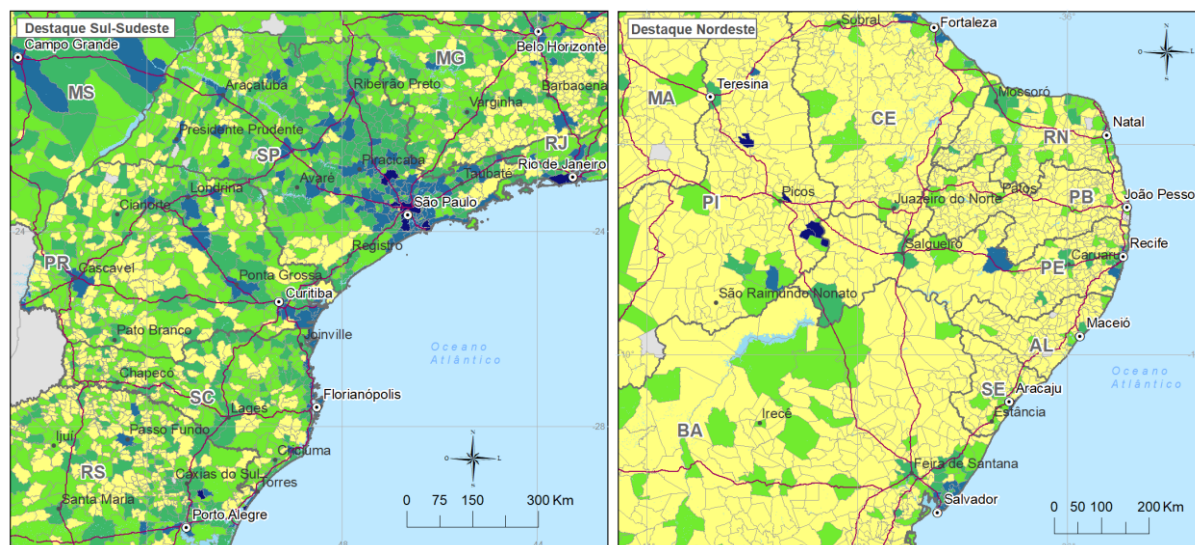 Destaque Sul-Sudeste
Campo Grande
MS
MG
Belo Horizonte
Barbacena
Araçatuba
Ribeirão Preto
Varginha
Presidente Prudente
SP
RJ
Piracicaba
Rio de Janeiro
Londrina
Avaré
Taubaté
Cianorte
São Paulo
24
Registro
PR
Cascavel
Ponta Grossa
Curitiba
Pato Branco
Joinville
Oceano
Atlântico
Chapecó
SC
Florianópolis
Lages
Ijuí
Passo Fundo
28
Criciúma
RS
Caxias do Sul
Torres
Santa Maria
Porto Alegre
N
O
L
S
0 75 150 300 Km
Destaque Nordeste
Sobral
Fortaleza
36
N
O
L
S
MA
Teresina
Mossoró
CE
RN
Natal
PI
Picos
Patos
Juazeiro do Norte
PB
João Pesso
Salgueiro
Recife
PE
Caruaru
São Raimundo Nonato
Maceió
AL
Oceano
Atlântico
SE
Aracaju
Irecê
Estância
BA
Feira de Santana
Salvador
0 50 100 200 Km